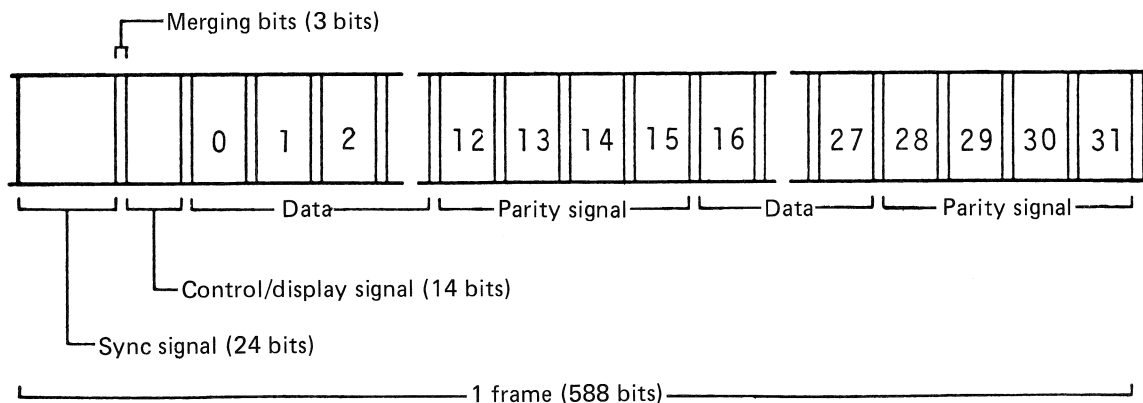 Merging bits (3 bits)
0 1 2 12 13 14 15 16 27 28 29 30 31
Data Parity signal Data Parity signal
Control/display signal (14 bits)
Sync signal (24 bits)
1 frame (588 bits)